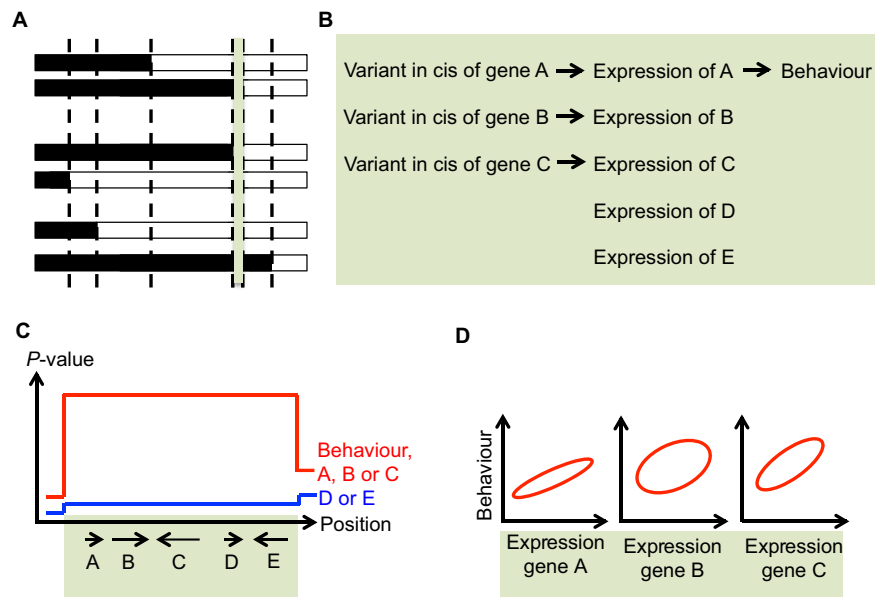 A
B
Variant in cis of gene A Expression of A Behaviour
Variant in cis of gene B Expression of B
Variant in cis of gene C Expression of C
Expression of D
Expression of E
C
P-value
Behaviour,
A, B or C
D or E
Position
A B C D E
D
Behaviour
Expression
gene A
Expression
gene B
Expression
gene C